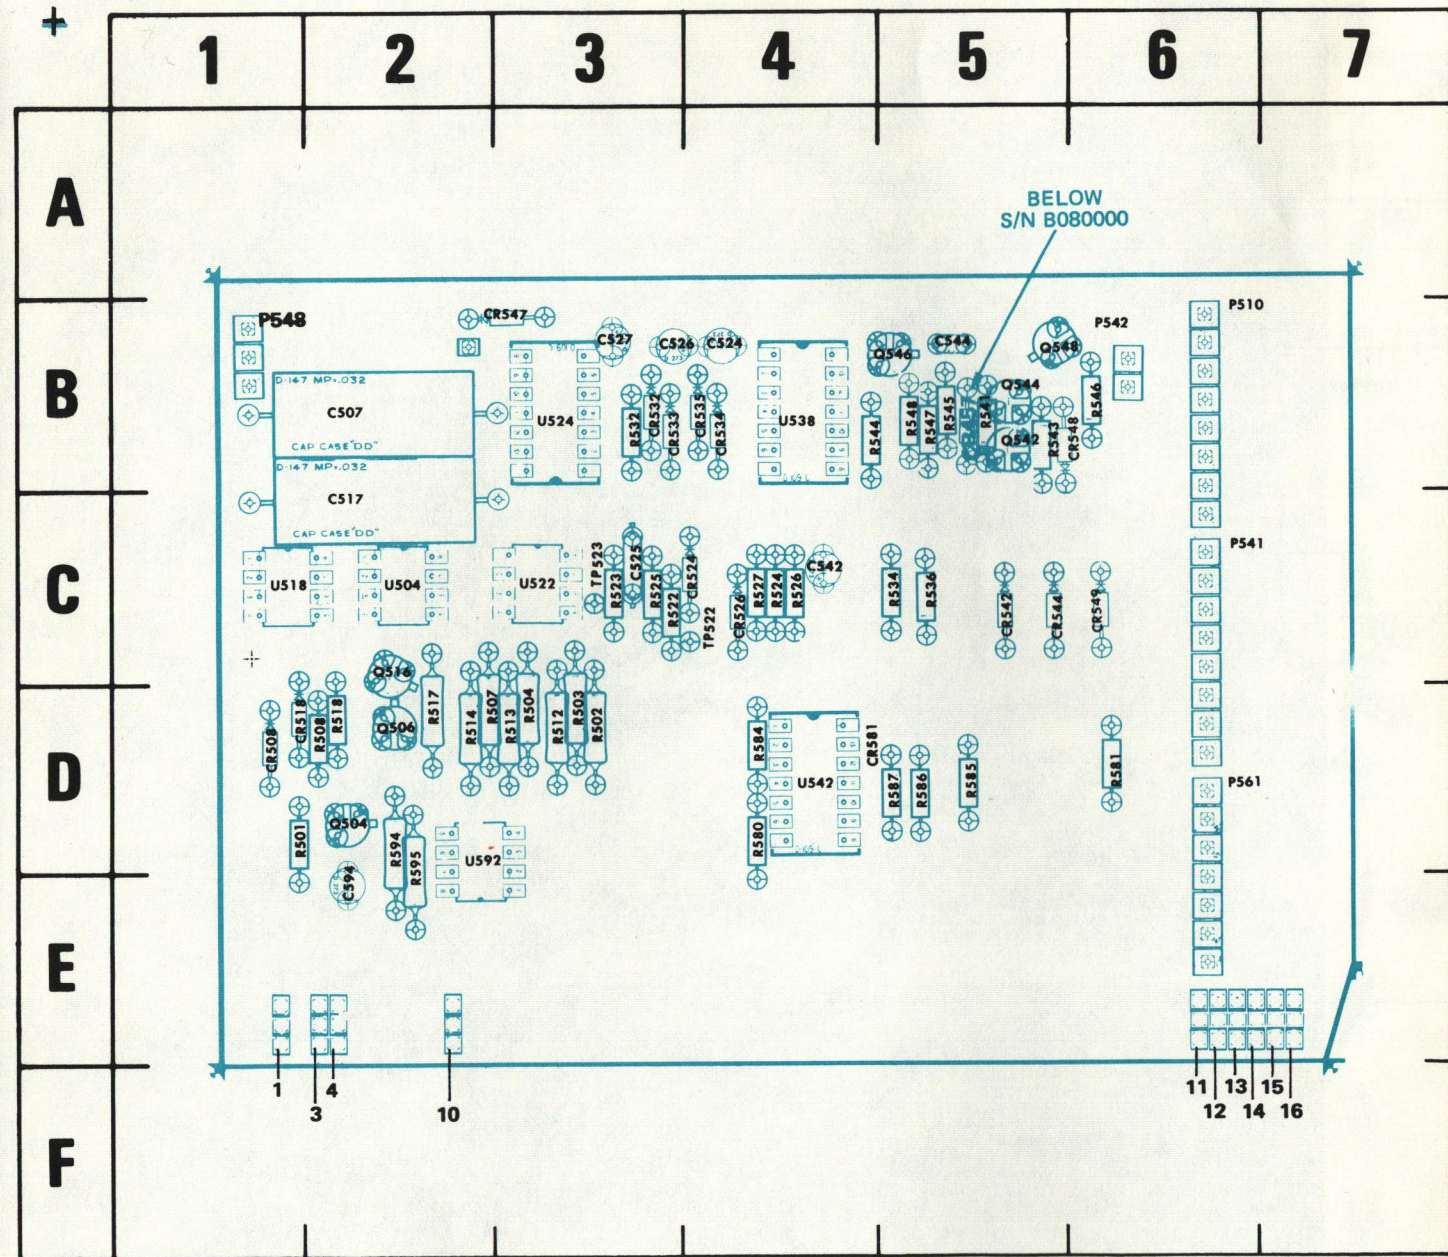 1 2 3 4 5 6 7
A
BELOW
S/N B080000
P548 CR547 C527 C526 C524 Q546 C544 Q548 P542 P510
B
D-147 MP=.032
C507
CAP CASE "DD"
U524 R532 CR532 CR533 CR535 CR534 U538 R544 R548 R547 R545 R541 Q544 Q542 R543 CR548 R546
D-147 MP=.032
C517
CAP CASE "DD"
C
U518 U504 U522 TP523 R523 C525 R525 R522 CR524 TP522 CR526 R527 R524 R526 C542 R534 R536 CR542 CR544 CR549 P541
Q516
D
CR508 CR518 R508 R518 Q506 R517 R514 R507 R513 R504 R512 R503 R502 R584 U542 CR581 R587 R586 R585 R581 P561
R501 Q504 R594 R595 U592 R580
C594
E
1 3 4 10 11 12 13 14 15 16
F